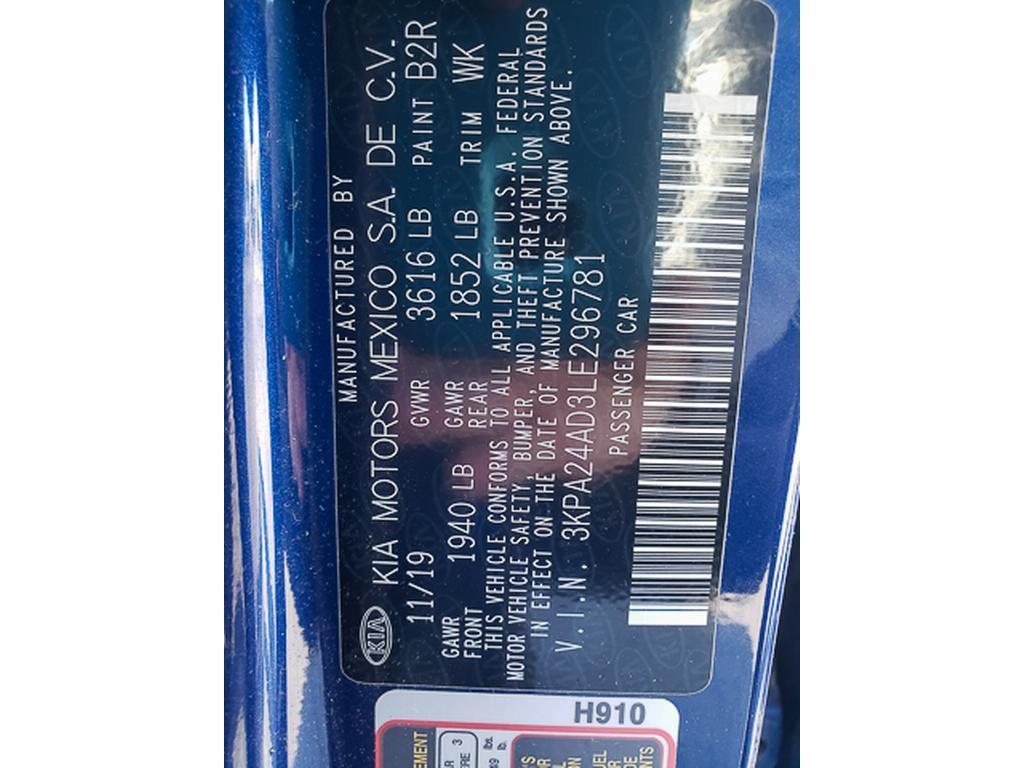 MANUFACTURED BY
KIA KIA MOTORS MEXICO S.A. DE C.V.
11/19 GVWR 3616 LB PAINT B2R
GAWR FRONT 1940 LB GAWR REAR 1852 LB TRIM WK
THIS VEHICLE CONFORMS TO ALL APPLICABLE U.S.A. FEDERAL
MOTOR VEHICLE SAFETY, BUMPER, AND THEFT PREVENTION STANDARDS
IN EFFECT ON THE DATE OF MANUFACTURE SHOWN ABOVE.
V.I.N. 3KPA24AD3LE296781
PASSENGER CAR
H910